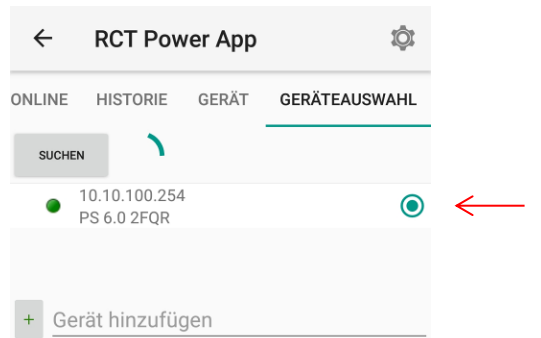 RCT Power App
ONLINE HISTORIE GERÄT GERÄTEAUSWAHL
SUCHEN
10.10.100.254
PS 6.0 2FQR
+ Gerät hinzufügen